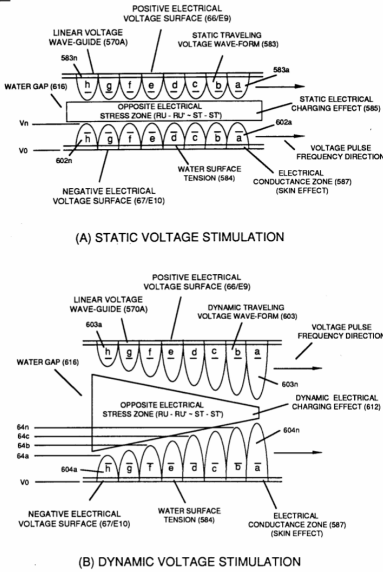 POSITIVE ELECTRICAL
VOLTAGE SURFACE (66/E9)
LINEAR VOLTAGE
WAVE-GUIDE (570A)
STATIC TRAVELING
VOLTAGE WAVE-FORM (583)
583n
583a
WATER GAP (616)
h g f e d c b a
OPPOSITE ELECTRICAL
STRESS ZONE (RU - RU' ~ ST - ST')
STATIC ELECTRICAL
CHARGING EFFECT (585)
Vn
602a
h g f e d c b a
V0
VOLTAGE PULSE
FREQUENCY DIRECTION
602n
WATER SURFACE
TENSION (584)
ELECTRICAL
CONDUCTANCE ZONE (587)
(SKIN EFFECT)
NEGATIVE ELECTRICAL
VOLTAGE SURFACE (67/E10)
(A) STATIC VOLTAGE STIMULATION
POSITIVE ELECTRICAL
VOLTAGE SURFACE (66/E9)
LINEAR VOLTAGE
WAVE-GUIDE (570A)
DYNAMIC TRAVELING
VOLTAGE WAVE-FORM (603)
603a
VOLTAGE PULSE
FREQUENCY DIRECTION
h g f e d c b a
WATER GAP (616)
603n
OPPOSITE ELECTRICAL
STRESS ZONE (RU - RU' ~ ST - ST')
DYNAMIC ELECTRICAL
CHARGING EFFECT (612)
64n
64c
64b
64a
604n
604a
h g f e d c b a
V0
NEGATIVE ELECTRICAL
VOLTAGE SURFACE (67/E10)
WATER SURFACE
TENSION (584)
ELECTRICAL
CONDUCTANCE ZONE (587)
(SKIN EFFECT)
(B) DYNAMIC VOLTAGE STIMULATION